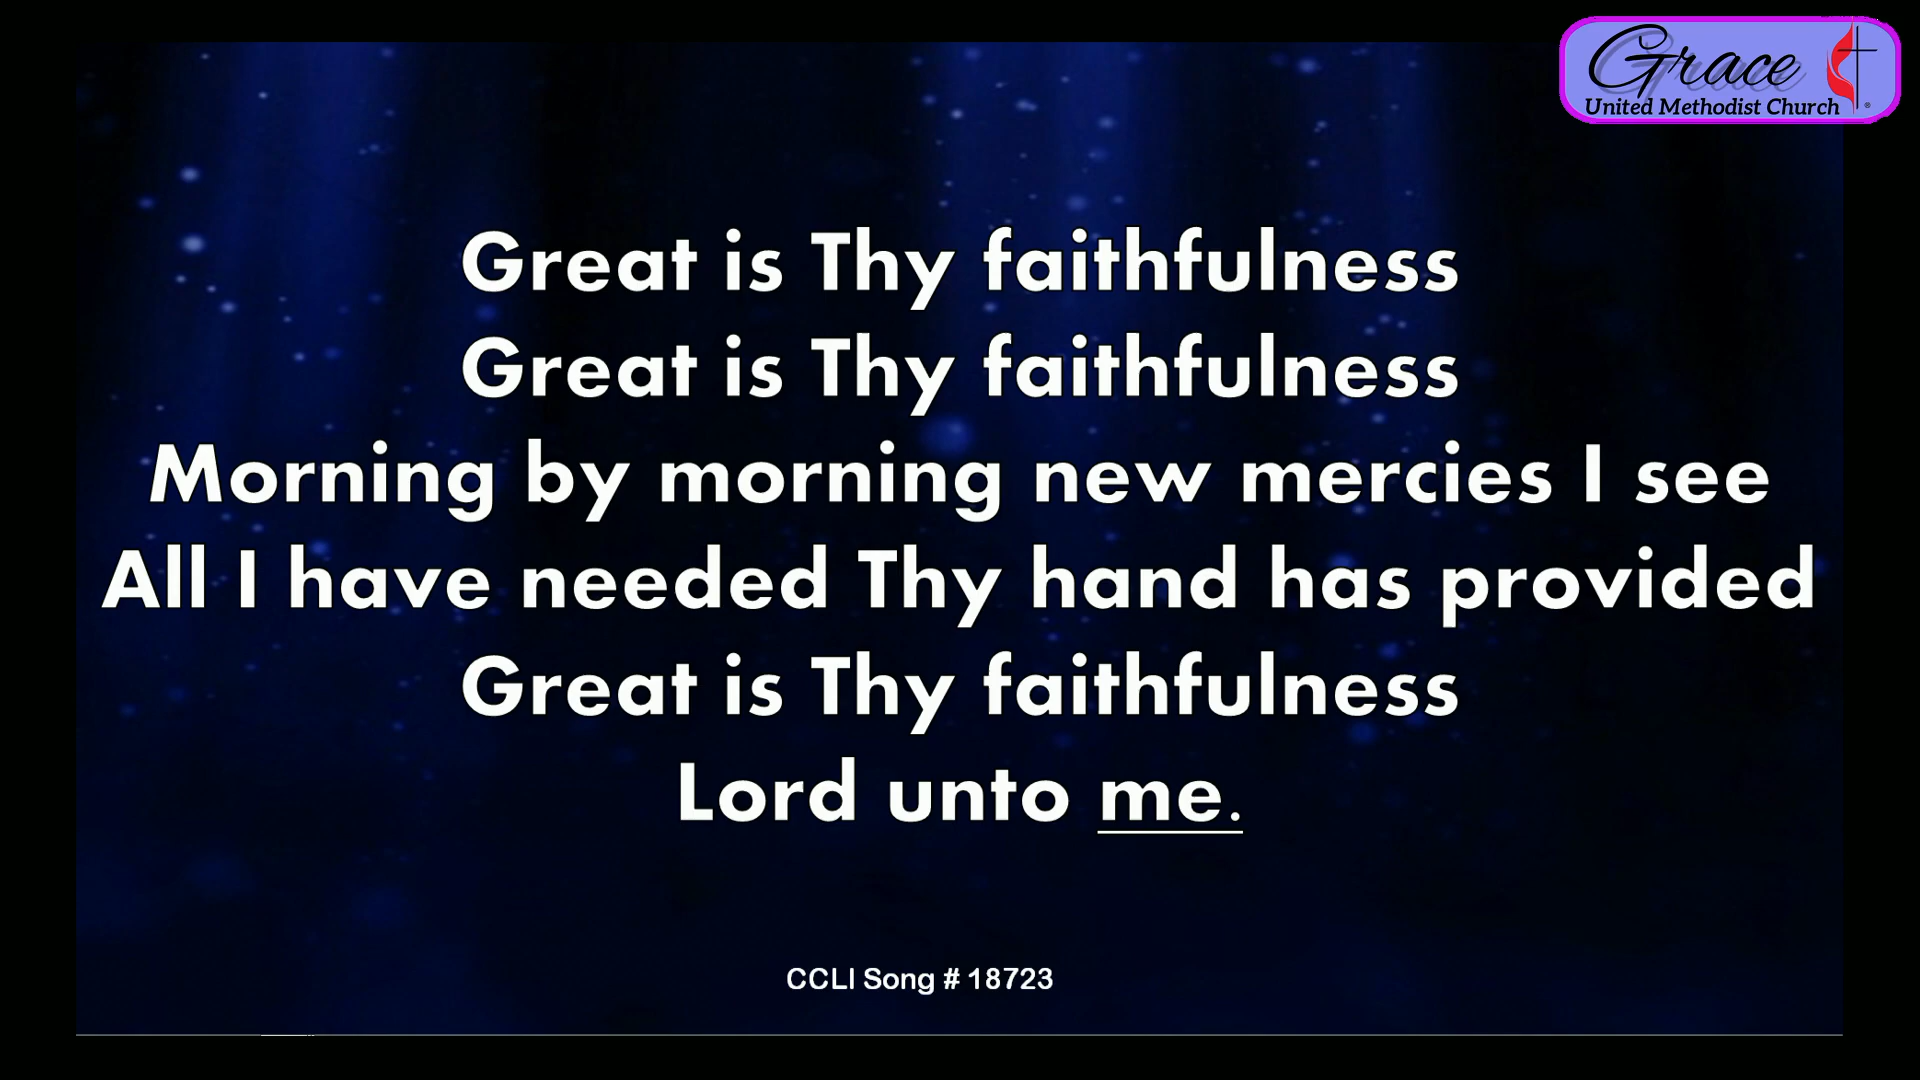 Grace
United Methodist Church
Great is Thy faithfulness
Great is Thy faithfulness
Morning by morning new mercies I see
All I have needed Thy hand has provided
Great is Thy faithfulness
Lord unto me.
CCLI Song # 18723